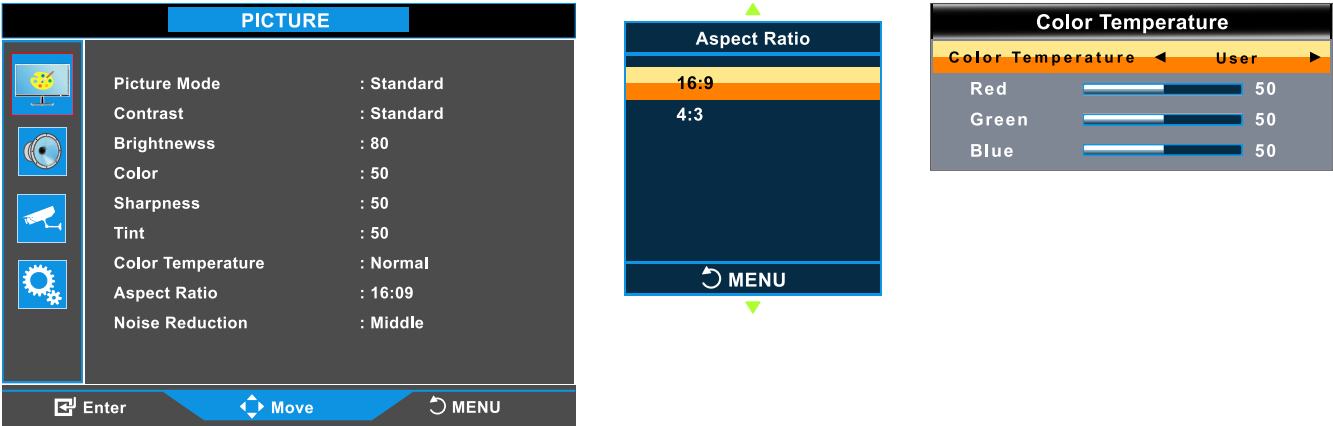 PICTURE
Picture Mode : Standard
Contrast : Standard
Brightnewss : 80
Color : 50
Sharpness : 50
Tint : 50
Color Temperature : Normal
Aspect Ratio : 16:09
Noise Reduction : Middle
Enter Move MENU
Aspect Ratio
16:9
4:3
MENU
Color Temperature
Color Temperature User
Red 50
Green 50
Blue 50